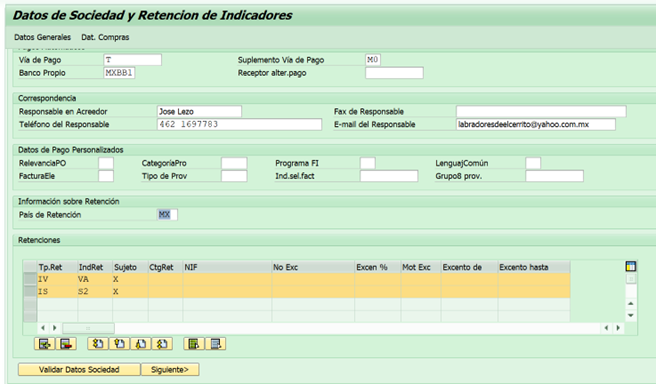 Datos de Sociedad y Retencion de Indicadores
Datos Generales Dat. Compras
Vía de Pago T Suplemento Vía de Pago M0
Banco Propio MXBB1 Receptor alter.pago
Correspondencia
Responsable en Acreedor Jose Lezo Fax de Responsable
Teléfono del Responsable 462 1697783 E-mail del Responsable labradoresdeelcerrito@yahoo.com.mx
Datos de Pago Personalizados
RelevanciaPO CategoríaPro Programa FI LenguajComún
FacturaEle Tipo de Prov Ind.sel.fact Grupo8 prov.
Información sobre Retención
País de Retención MX
Retenciones
Tp.Ret IndRet Sujeto CtgRet NIF No Exc Excen % Mot Exc Excento de Excento hasta
IV VA X
IS S2 X
Validar Datos Sociedad Siguiente>